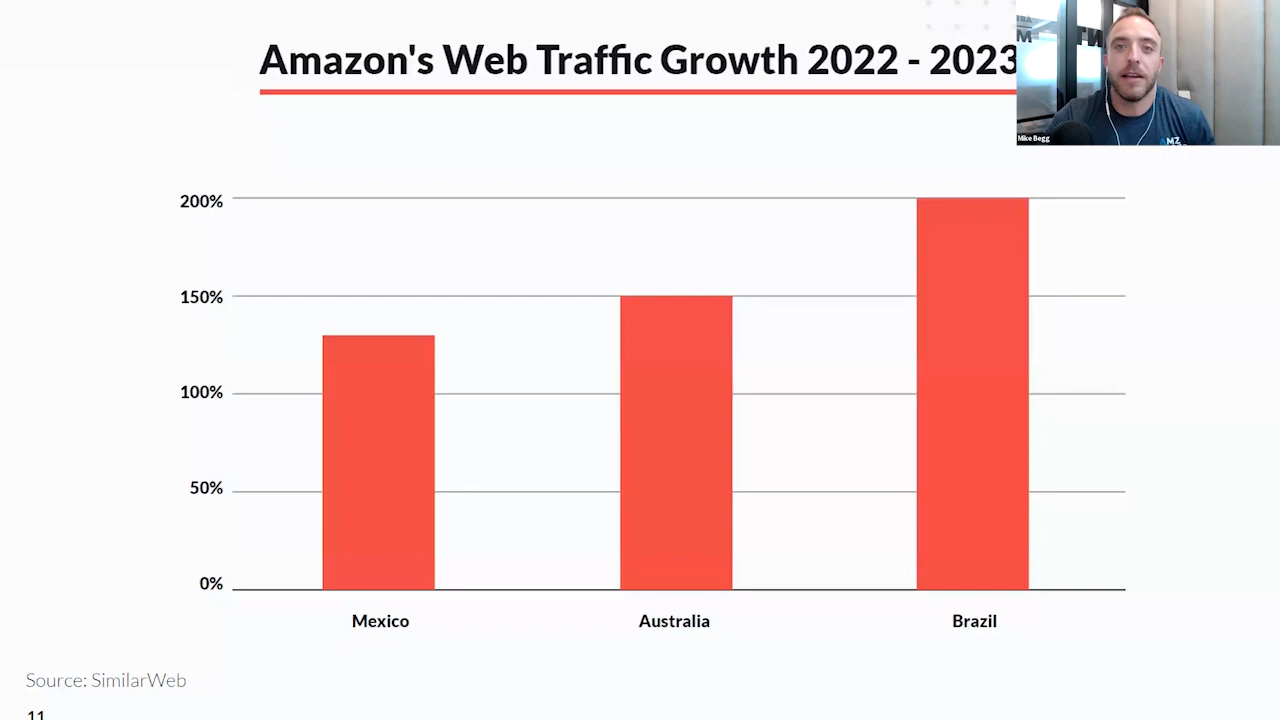 Amazon's Web Traffic Growth 2022 - 2023
Mike Begg
MZ
200%
150%
100%
50%
0%
Mexico
Australia
Brazil
Source: SimilarWeb
11